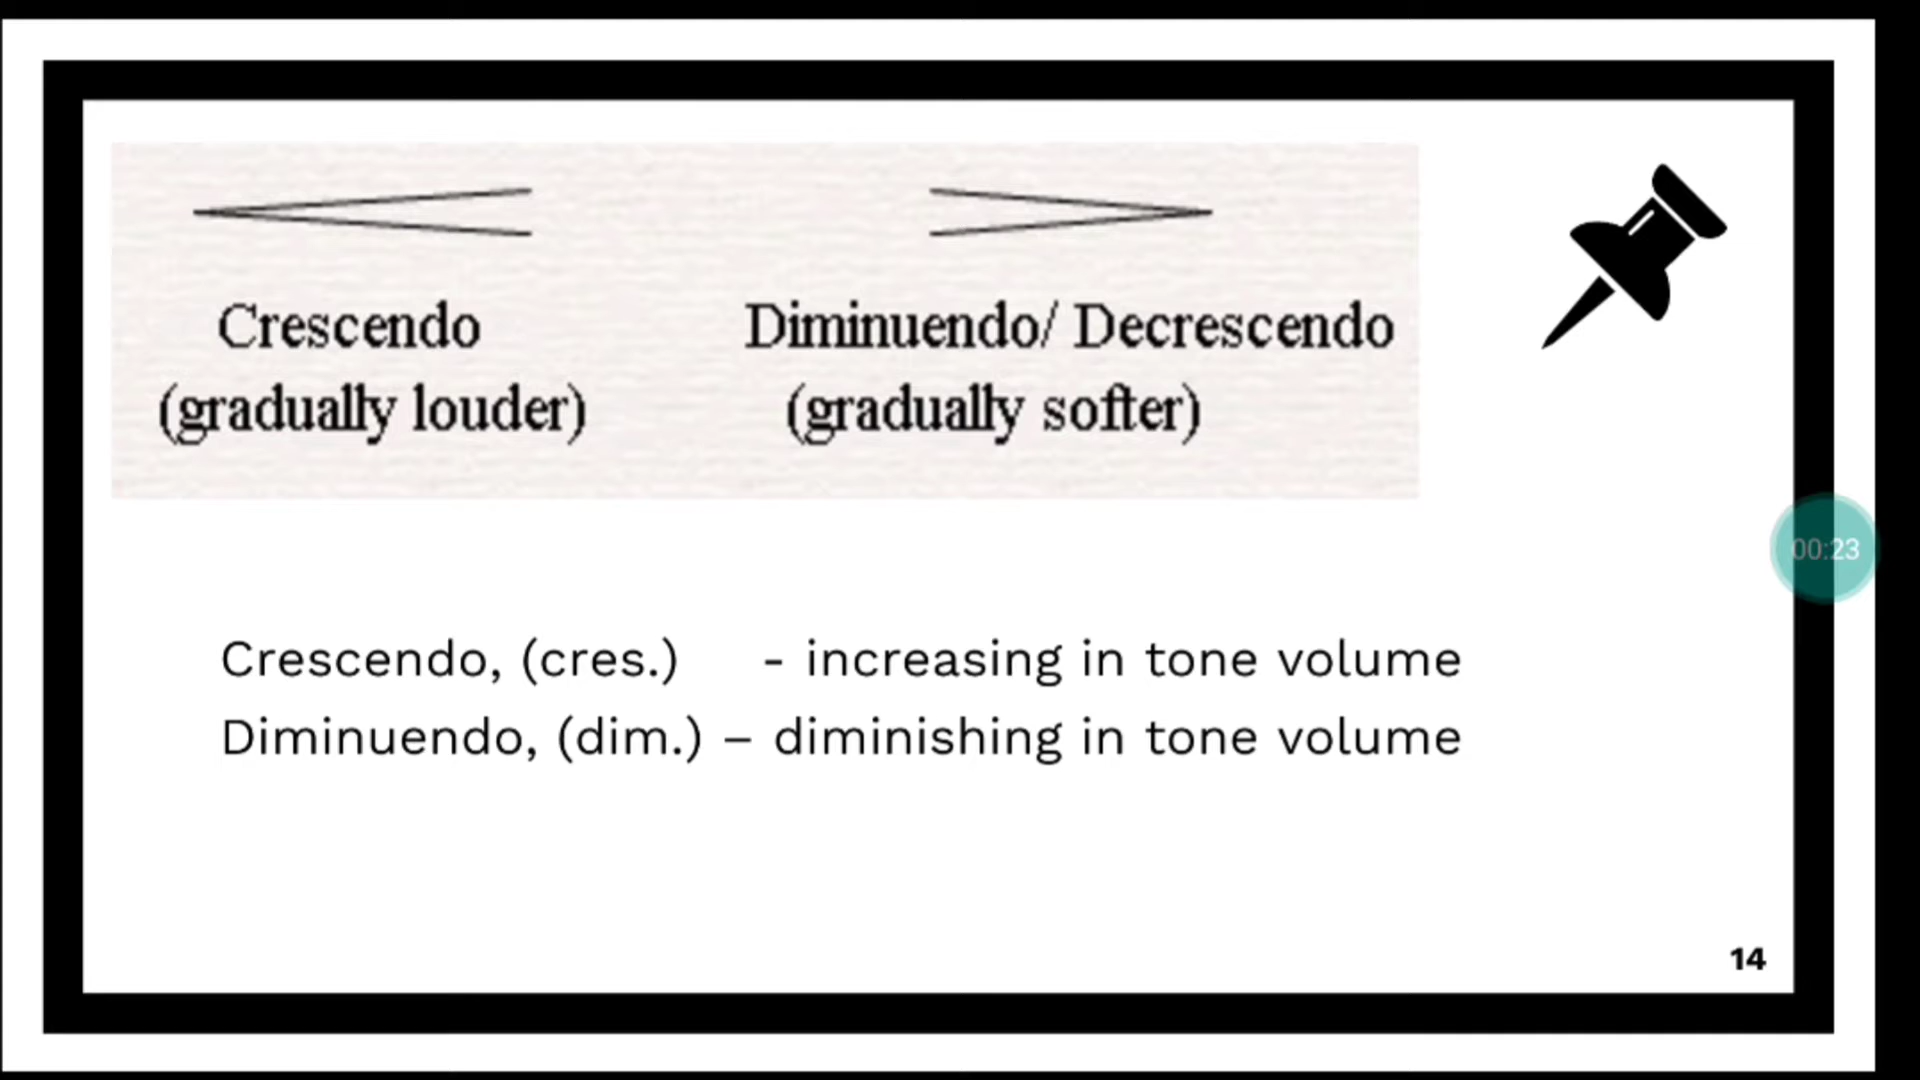 Crescendo
(gradually louder)
Diminuendo/ Decrescendo
(gradually softer)
00:23
Crescendo, (cres.) - increasing in tone volume
Diminuendo, (dim.) – diminishing in tone volume
14